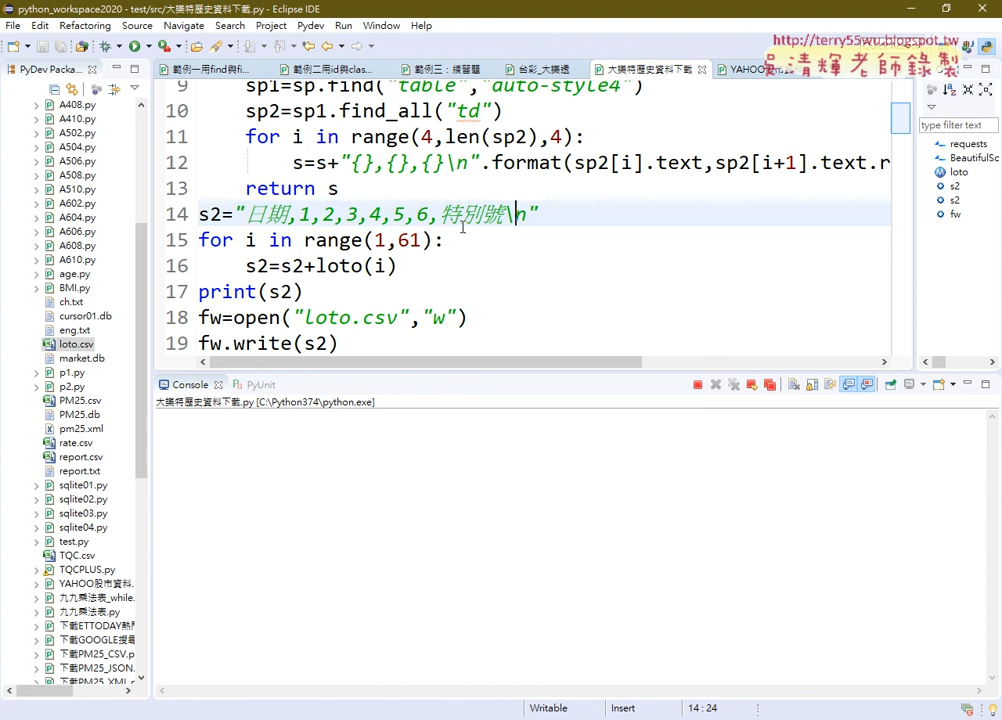 python_workspace2020 - test/src/大樂特歷史資料下載.py - Eclipse IDE
File Edit Refactoring Source Navigate Search Project Pydev Run Window Help
http://terry55wu.blogspot.tw
吳清輝老師錄製
PyDev Packa...
範例一用find與fi...
範例二用id與clas...
範例三：練習題
台彩_大樂透
大樂特歷史資料下載
YAHOO
A408.py
A410.py
A502.py
A504.py
A506.py
A508.py
A510.py
A602.py
A604.py
A606.py
A608.py
A610.py
age.py
BMI.py
ch.txt
cursor01.db
eng.txt
loto.csv
market.db
p1.py
p2.py
PM25.csv
PM25.db
pm25.xml
rate.csv
report.csv
report.txt
sqlite01.py
sqlite02.py
sqlite03.py
sqlite04.py
test.py
TQC.csv
TQCPLUS.py
YAHOO股市資料.
九九乘法表_while.
九九乘法表.py
下載ETTODAY熱門
下載GOOGLE搜尋
下載PM25_CSV.p
下載PM25_JSON.
下載PM25_XML.p
9 sp1=sp.find("table","auto-style4")
10 sp2=sp1.find_all("td")
11 for i in range(4,len(sp2),4):
12 s=s+"{},{},{}\n".format(sp2[i].text,sp2[i+1].text.r
13 return s
14 s2="日期,1,2,3,4,5,6,特別號\n"
15 for i in range(1,61):
16 s2=s2+loto(i)
17 print(s2)
18 fw=open("loto.csv","w")
19 fw.write(s2)
type filter text
requests
BeautifulSo
loto
s2
s2
fw
Console PyUnit
大樂特歷史資料下載.py [C:\Python374\python.exe]
Writable Insert 14 : 24